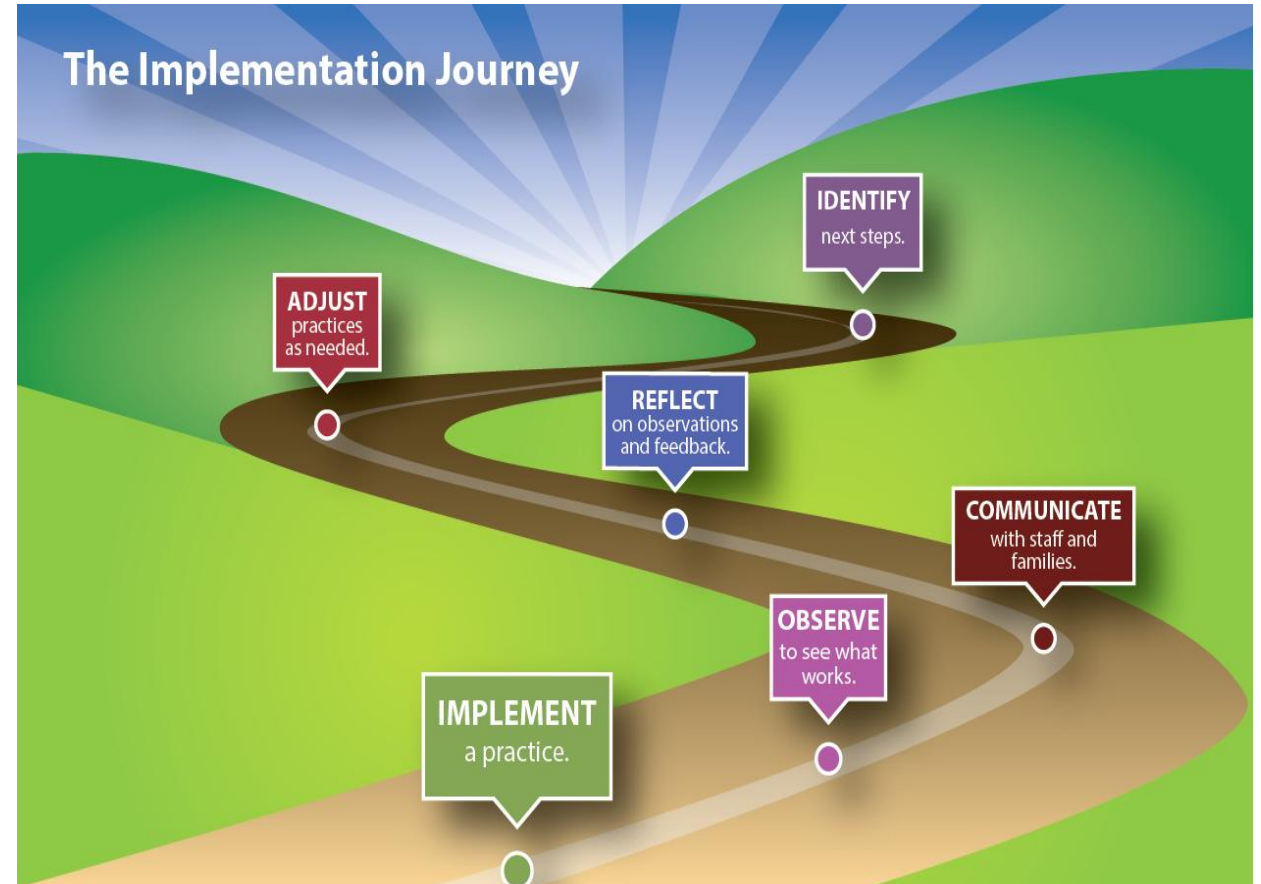 The Implementation Journey
IDENTIFY
next steps.
ADJUST
practices
as needed.
REFLECT
on observations
and feedback.
COMMUNICATE
with staff and
families.
OBSERVE
to see what
works.
IMPLEMENT
a practice.